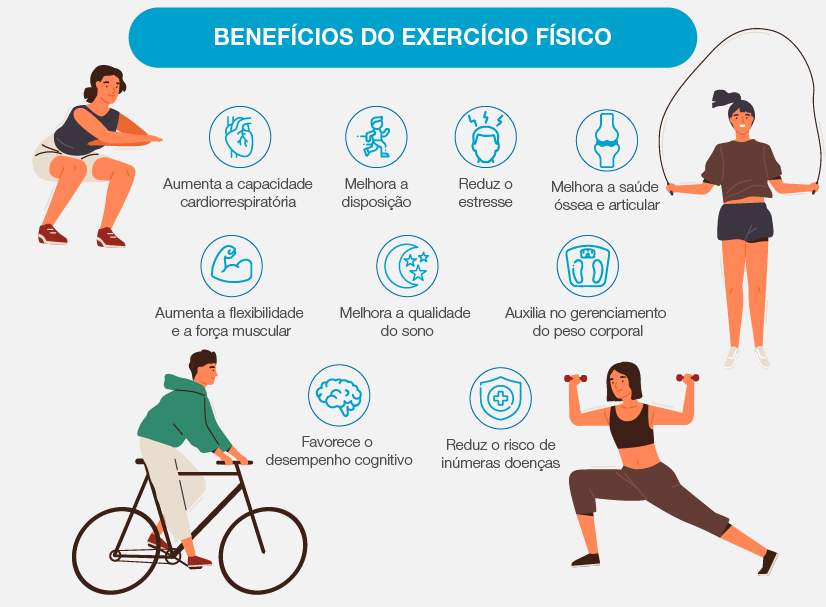 BENEFÍCIOS DO EXERCÍCIO FÍSICO
Aumenta a capacidade
cardiorrespiratória
Melhora a
disposição
Reduz o
estresse
Melhora a saúde
óssea e articular
Aumenta a flexibilidade
e a força muscular
Melhora a qualidade
do sono
Auxilia no gerenciamento
do peso corporal
Favorece o
desempenho cognitivo
Reduz o risco de
inúmeras doenças